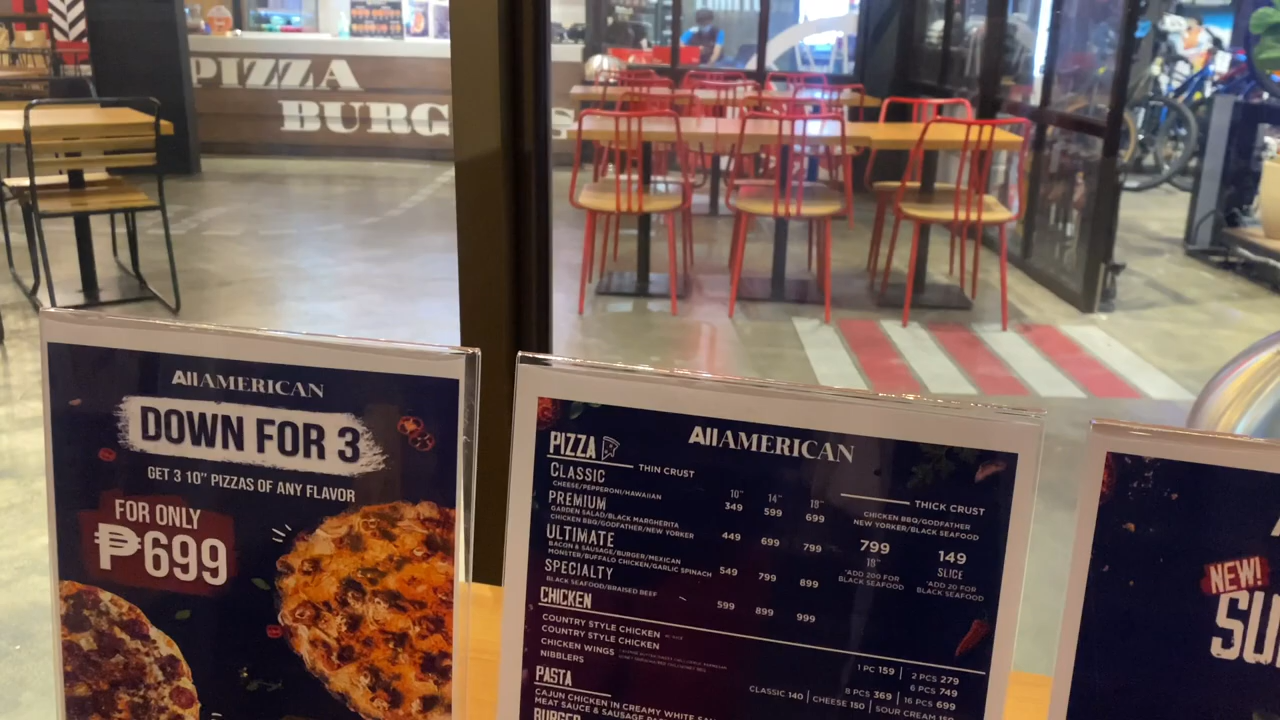 PIZZA
BURG S
AllAMERICAN
DOWN FOR 3
GET 3 10" PIZZAS OF ANY FLAVOR
FOR ONLY
₱699
AllAMERICAN
PIZZA
THIN CRUST
CLASSIC
CHEESE/PEPPERONI/HAWAIIAN
10" 14" 18"
349 599 699
PREMIUM
GARDEN SALAD/BLACK MARGHERITA
CHICKEN BBQ/GODFATHER/NEW YORKER
449 699 799
ULTIMATE
BACON & SAUSAGE/BURGER/MEXICAN
MONSTER/BUFFALO CHICKEN/GARLIC SPINACH
549 799 899
SPECIALTY
BLACK SEAFOOD/BRAISED BEEF
599 899 999
THICK CRUST
CHICKEN BBQ/GODFATHER
NEW YORKER/BLACK SEAFOOD
799 149
18" SLICE
*ADD 200 FOR BLACK SEAFOOD
*ADD 20 FOR BLACK SEAFOOD
CHICKEN
COUNTRY STYLE CHICKEN
COUNTRY STYLE CHICKEN
CHICKEN WINGS
NIBBLERS
1 PC 159 | 2 PCS 279
6 PCS 749
8 PCS 369 | 16 PCS 699
CLASSIC 140 | CHEESE 150 | SOUR CREAM 150
PASTA
CAJUN CHICKEN IN CREAMY WHITE
MEAT SAUCE & SAUSAGE
BURGER
NEW!
SU